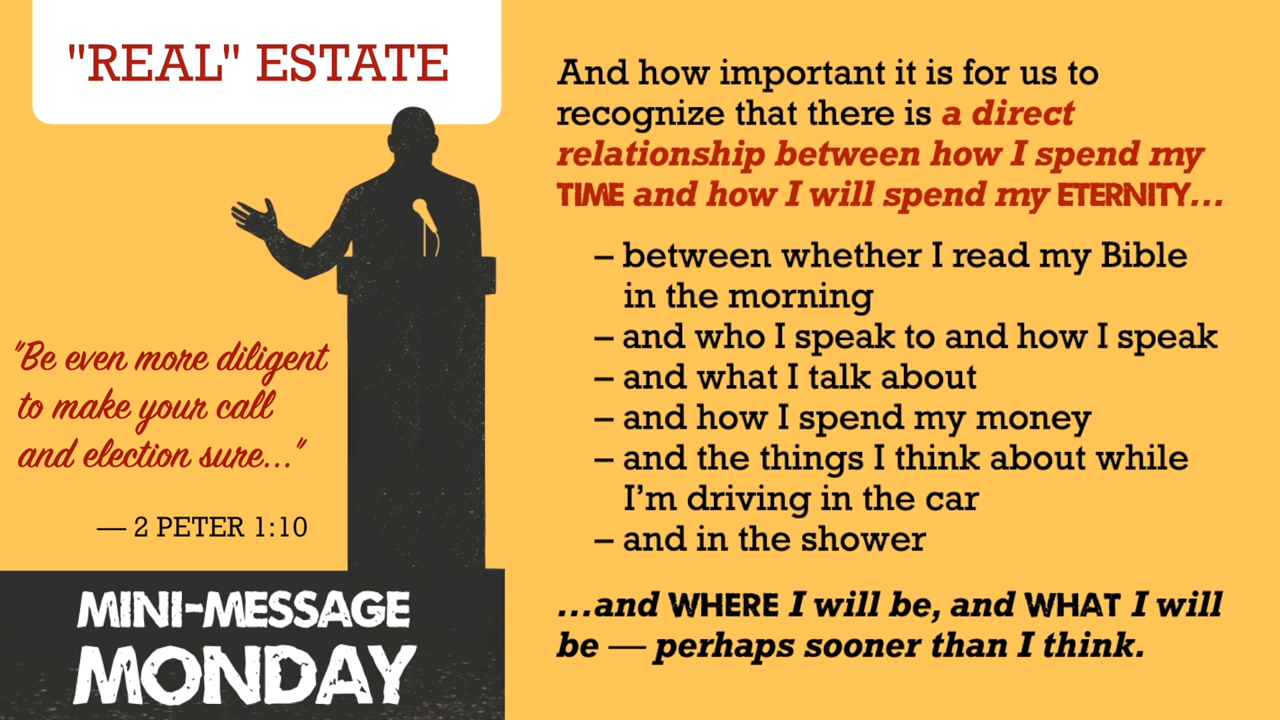 "REAL" ESTATE
"Be even more diligent
to make your call
and election sure..."
— 2 PETER 1:10
MINI-MESSAGE
MONDAY
And how important it is for us to
recognize that there is a direct
relationship between how I spend my
TIME and how I will spend my ETERNITY...
– between whether I read my Bible
in the morning
– and who I speak to and how I speak
– and what I talk about
– and how I spend my money
– and the things I think about while
I’m driving in the car
– and in the shower
...and WHERE I will be, and WHAT I will
be — perhaps sooner than I think.